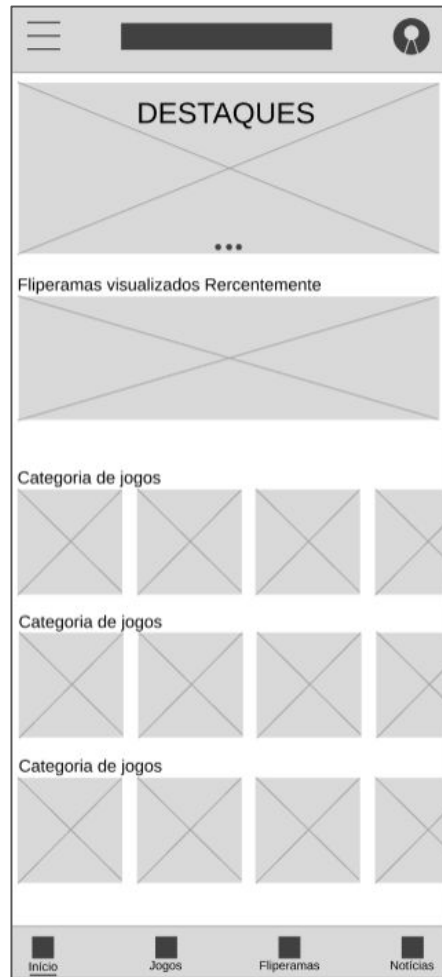 DESTAQUES
Fliperamas visualizados Rercentemente
Categoria de jogos
Categoria de jogos
Categoria de jogos
Início Jogos Fliperamas Notícias